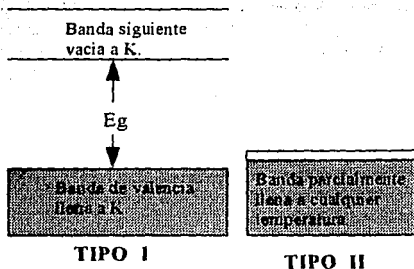 Banda siguiente
vacia a K.
Eg
Banda de valencia
llena a K
Banda parcialmente
llena a cualquier
temperatura
TIPO I
TIPO II